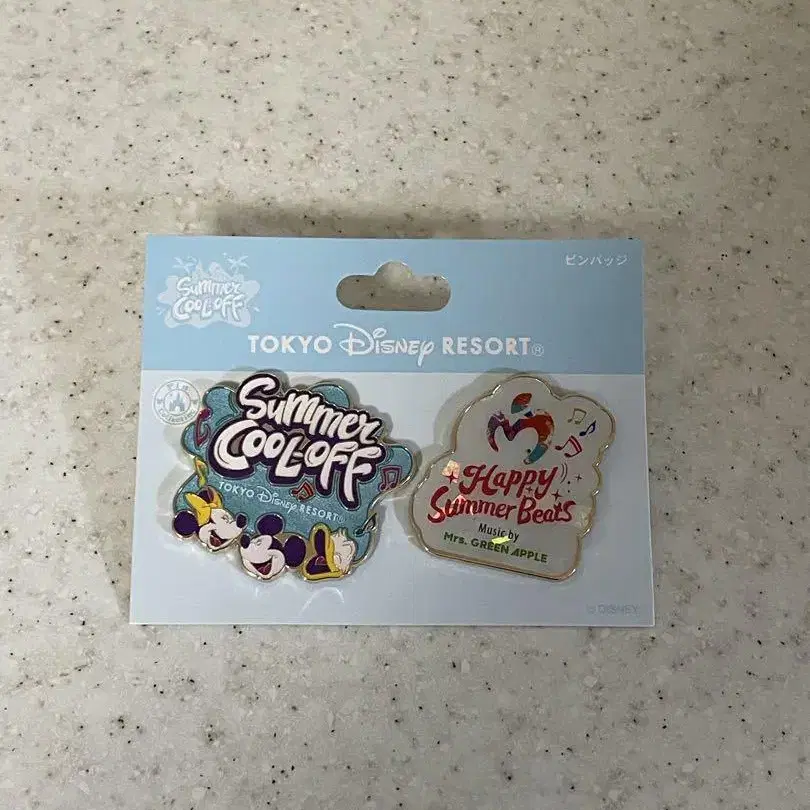 Summer
COOL-OFF
ピンバッジ
TOKYO Disney RESORT®
Summer
COOL-OFF
TOKYO Disney RESORT®
Happy
Summer Beats
Music by
Mrs. GREEN APPLE
© DISNEY